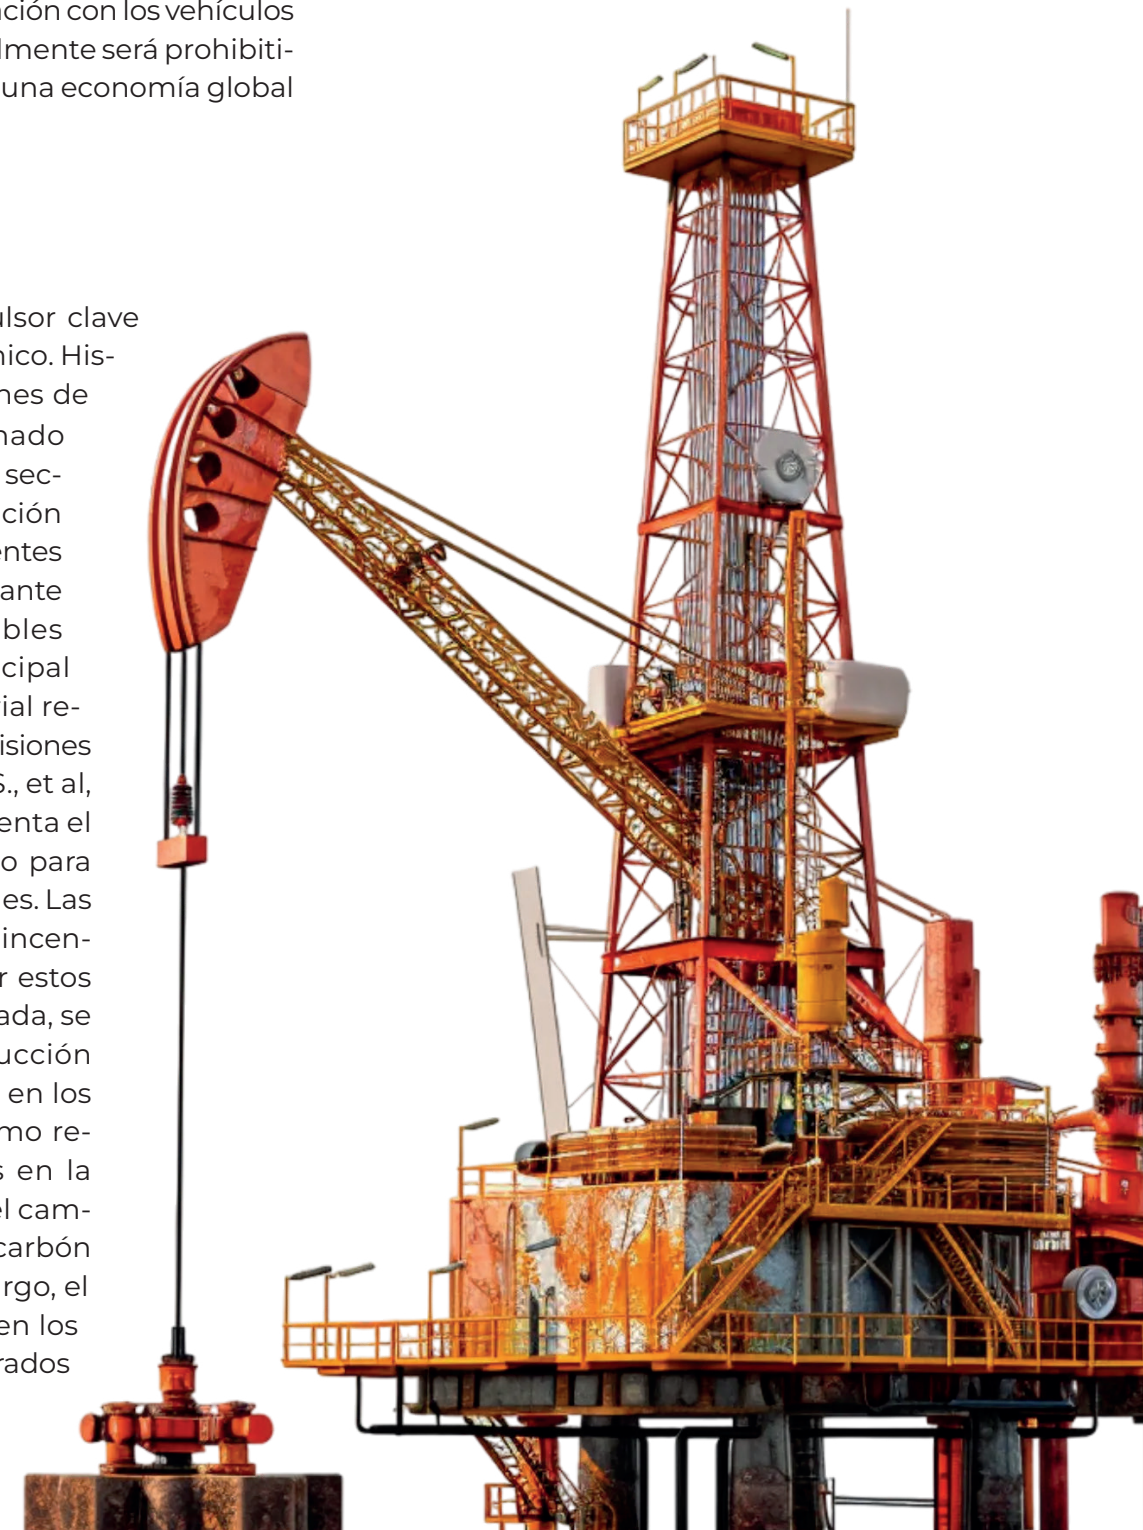 ación con los vehículos
lmente será prohibiti-
una economía global
ulsor clave
nico. His-
nes de
nado
sec-
ción
entes
ante
bles
cipal
ial re-
isiones
S., et al,
enta el
o para
es. Las
incen-
r estos
ada, se
ucción
en los
mo re-
s en la
el cam-
carbón
rgo, el
en los
rados